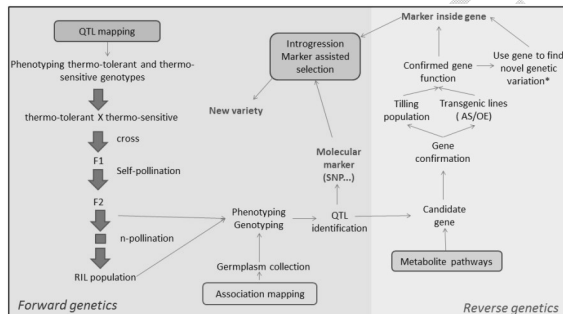 QTL mapping
Phenotyping thermo-tolerant and thermo-
sensitive genotypes
thermo-tolerant X thermo-sensitive
cross
F1
Self-pollination
F2
n-pollination
RIL population
Forward genetics
Introgression
Marker assisted
selection
New variety
Molecular
marker
(SNP...)
Phenotyping
Genotyping
QTL
identification
Germplasm collection
Association mapping
Marker inside gene
Confirmed gene
function
Use gene to find
novel genetic
variation*
Tilling
population
Transgenic lines
( AS/OE)
Gene
confirmation
Candidate
gene
Metabolite pathways
Reverse genetics